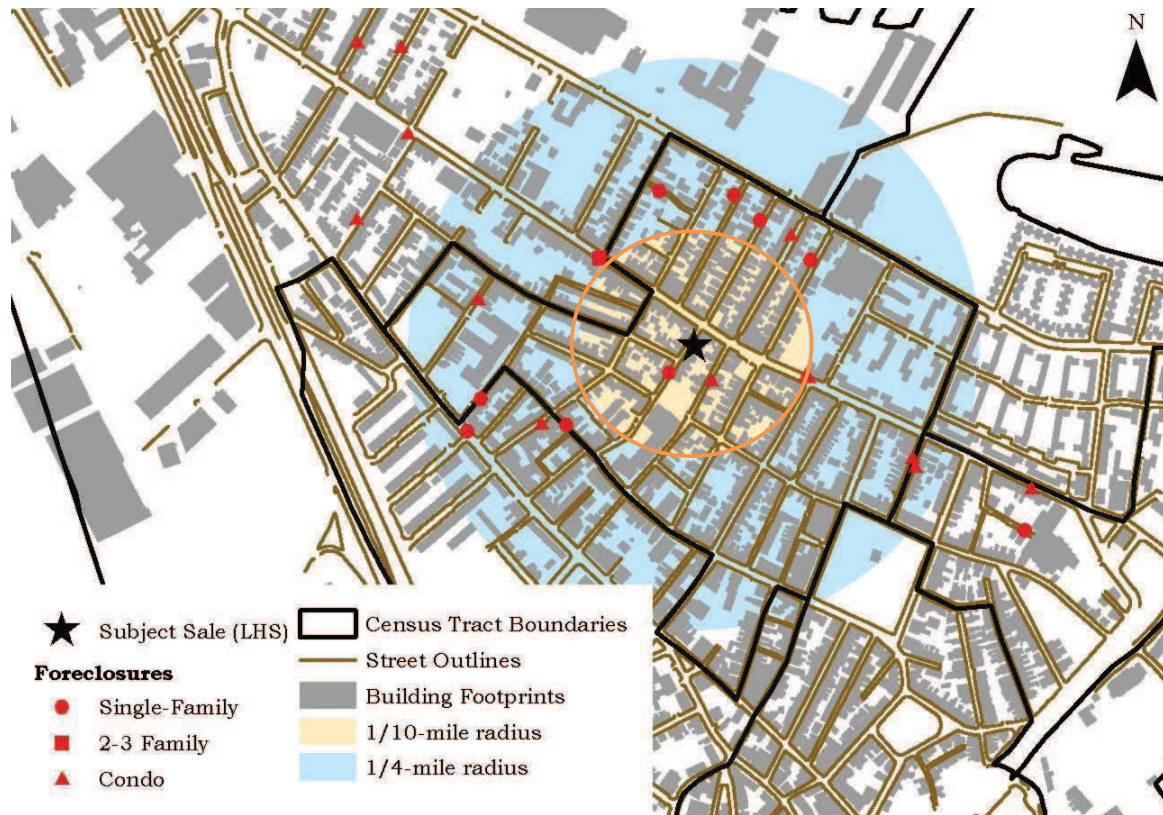 N
Subject Sale (LHS)
Foreclosures
Single-Family
2-3 Family
Condo
Census Tract Boundaries
Street Outlines
Building Footprints
1/10-mile radius
1/4-mile radius